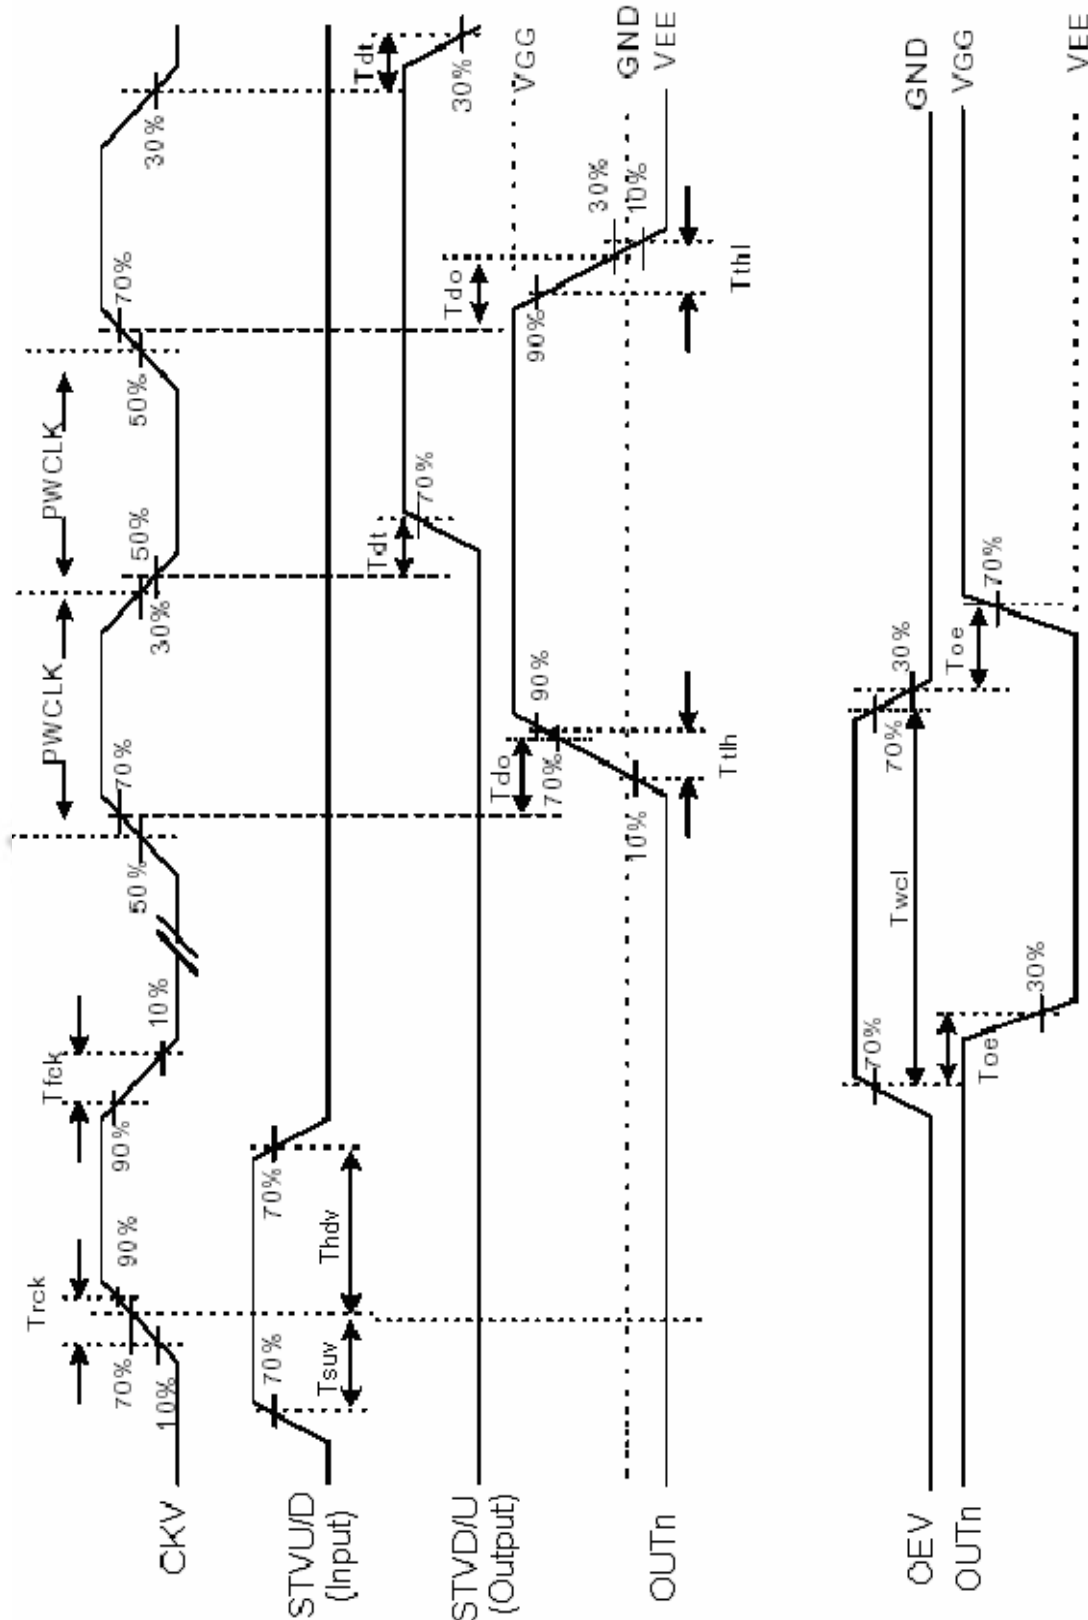 Trck
Tfck
PWCLK
PWCLK
CKV
10%
70%
90%
90%
10%
50%
70%
30%
50%
50%
70%
30%
STVU/D
(Input)
70%
70%
Tsuv
Thdv
STVD/U
(Output)
Tdt
70%
Tdt
30%
Tdo
Tdo
VGG
OUTn
10%
70%
90%
90%
30%
10%
GND
VEE
Ttlh
Tthl
OEV
70%
Twcl
70%
30%
GND
OUTn
Toe
30%
Toe
70%
VGG
VEE